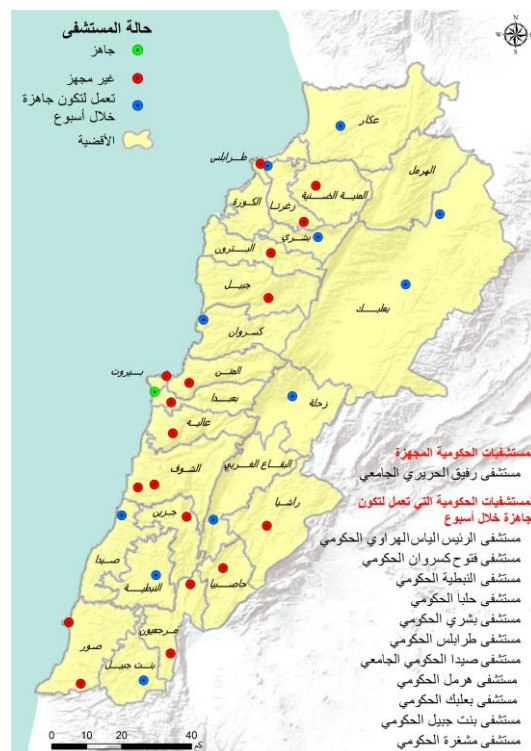 حالة المستشفى
جاهز
غير مجهز
تعمل لتكون جاهزة
خلال أسبوع
الأقضية
N
W
E
S
عكار
طرابلس
الهرمل
المنية الضنية
زغرتا
الكورة
بشري
البترون
جبيل
بعلبك
كسروان
المتن
بيروت
زحلة
بعبدا
عاليه
الشوف
البقاع الغربي
راشيا
جزين
صيدا
حاصبيا
النبطية
مرجعيون
صور
بنت جبيل
مستشفيات الحكومية المجهزة
مستشفى رفيق الحريري الجامعي
مستشفيات الحكومية التي تعمل لتكون
جاهزة خلال أسبوع
مستشفى الرئيس الياس الهراوي الحكومي
مستشفى فتوح كسروان الحكومي
مستشفى النبطية الحكومي
مستشفى حلبا الحكومي
مستشفى بشري الحكومي
مستشفى طرابلس الحكومي
مستشفى صيدا الحكومي الجامعي
مستشفى هرمل الحكومي
مستشفى بعلبك الحكومي
مستشفى بنت جبيل الحكومي
مستشفى مشغرة الحكومي
0 10 20 40
كم